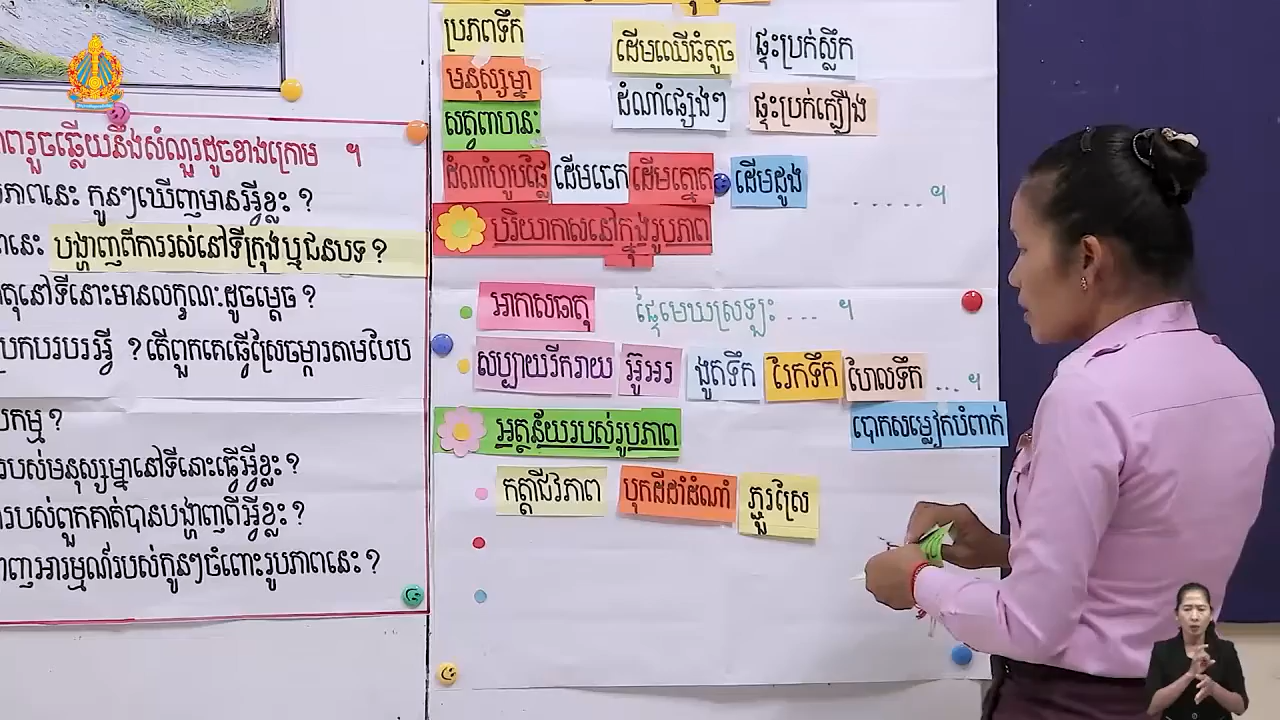 រួចឆ្លើយនឹងសំណួរដូចខាងក្រោម ។
ភាពនេះ កូនៗឃើញមានអ្វីខ្លះ ?
នេះ បង្ហាញពីការរស់នៅទីក្រុងឬជនបទ ?
តុនៅទីនោះមានលក្ខណៈដូចម្តេច ?
ប្រកបរបរអ្វី ? តើពួកគេធ្វើស្រែចម្ការតាមបែប
បកម្ម ?
របស់មនុស្សម្នានៅទីនោះធ្វើអ្វីខ្លះ ?
របស់ពួកគាត់បានបង្ហាញពីអ្វីខ្លះ ?
ញអារម្មណ៍របស់កូនៗចំពោះរូបភាពនេះ ?
ប្រភពទឹក ដើមឈើធំតូច ផ្ទះប្រក់ស្លឹក
មនុស្សម្នា ដំណាំផ្សេងៗ ផ្ទះប្រក់ក្បឿង
សត្វពាហនៈ
ដំណាំហូបផ្លែ ដើមចេក ដើមត្នោត ដើមដូង ..... ។
បរិយាកាសនៅក្នុងរូបភាព
អាកាសធាតុ ផ្ទៃមេឃស្រឡះ ... ។
សប្បាយរីករាយ អ៊ូអរ ងូតទឹក រែកទឹក ហែលទឹក ... ។
បោកសម្លៀកបំពាក់
អត្ថន័យរបស់រូបភាព
កត្តាជីវភាព បុកដីដាំដំណាំ ភ្ជួរស្រែ